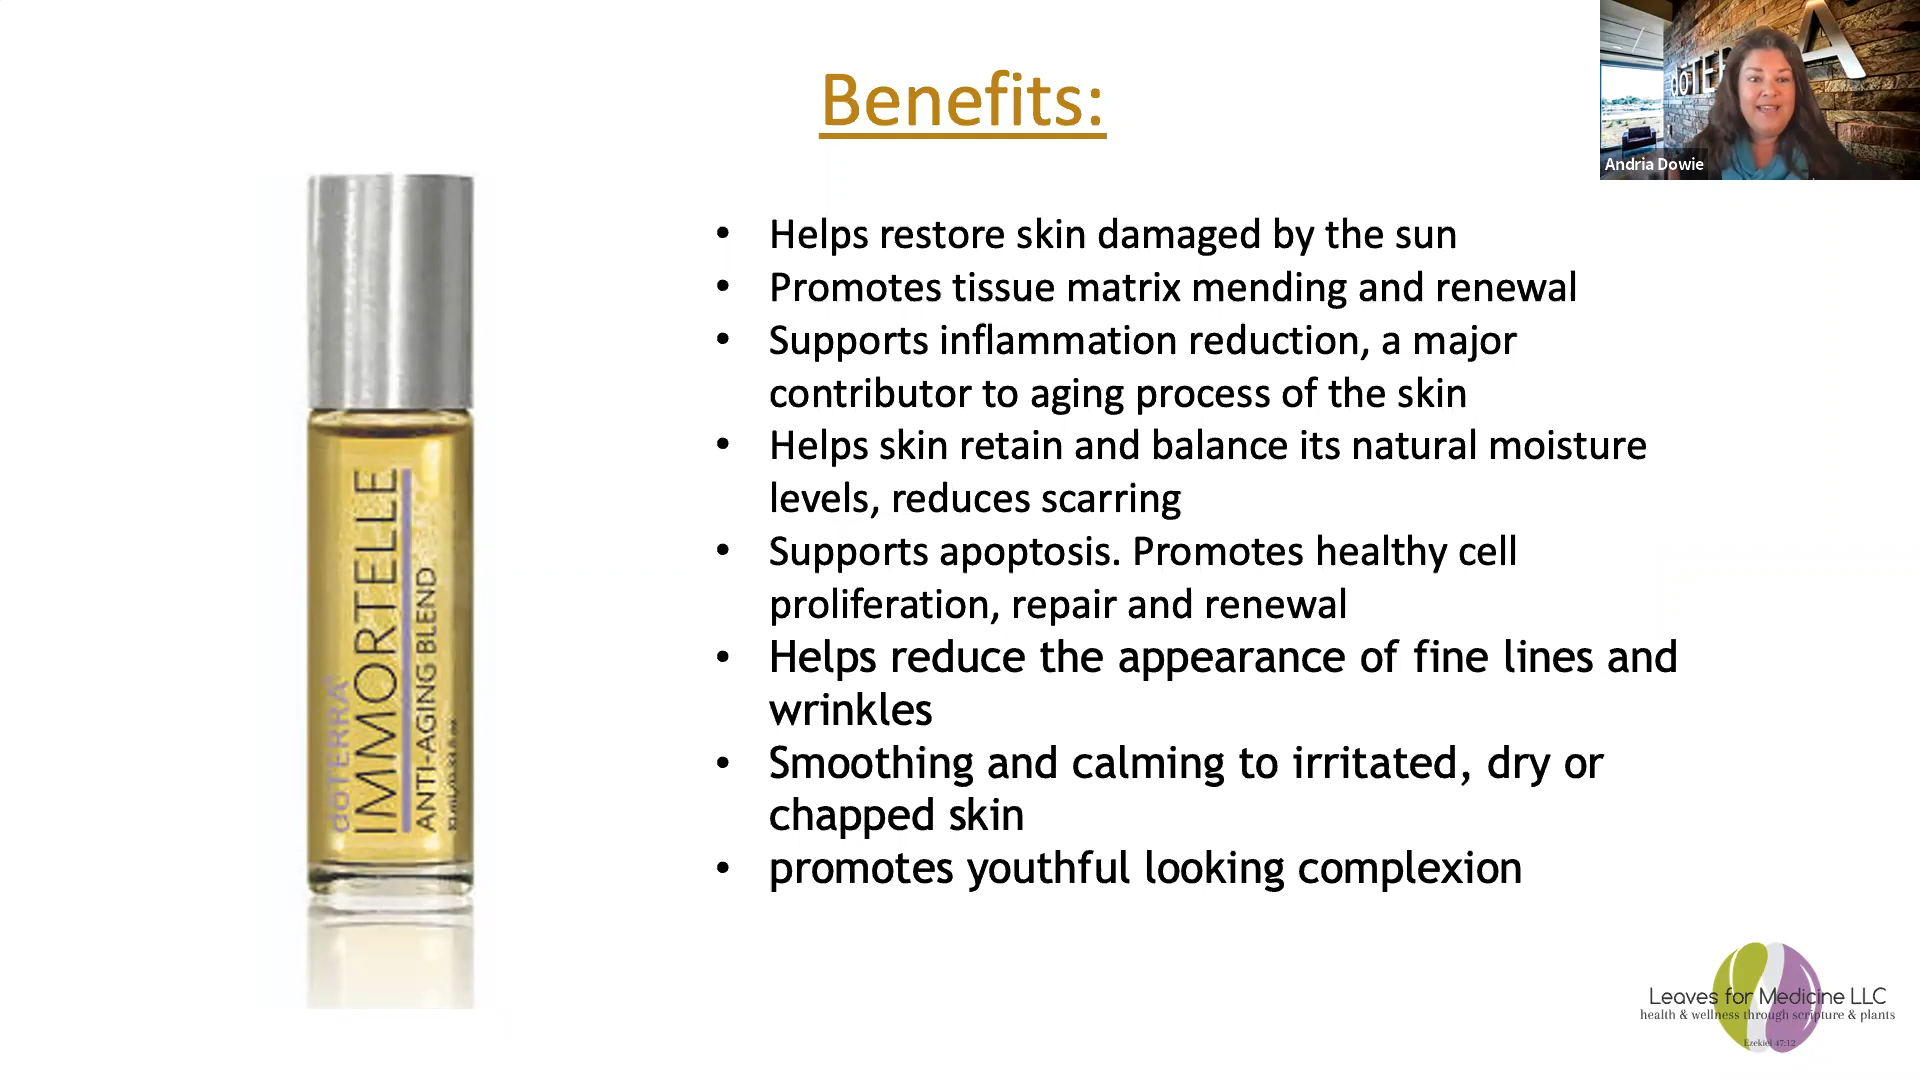 Benefits:
Andria Dowie
• Helps restore skin damaged by the sun
• Promotes tissue matrix mending and renewal
• Supports inflammation reduction, a major
contributor to aging process of the skin
• Helps skin retain and balance its natural moisture
levels, reduces scarring
• Supports apoptosis. Promotes healthy cell
proliferation, repair and renewal
• Helps reduce the appearance of fine lines and
wrinkles
• Smoothing and calming to irritated, dry or
chapped skin
• promotes youthful looking complexion
dōTERRA
IMMORTELLE
ANTI-AGING BLEND
Leaves for Medicine LLC
health & wellness through scripture & plants
Ezekiel 47:12